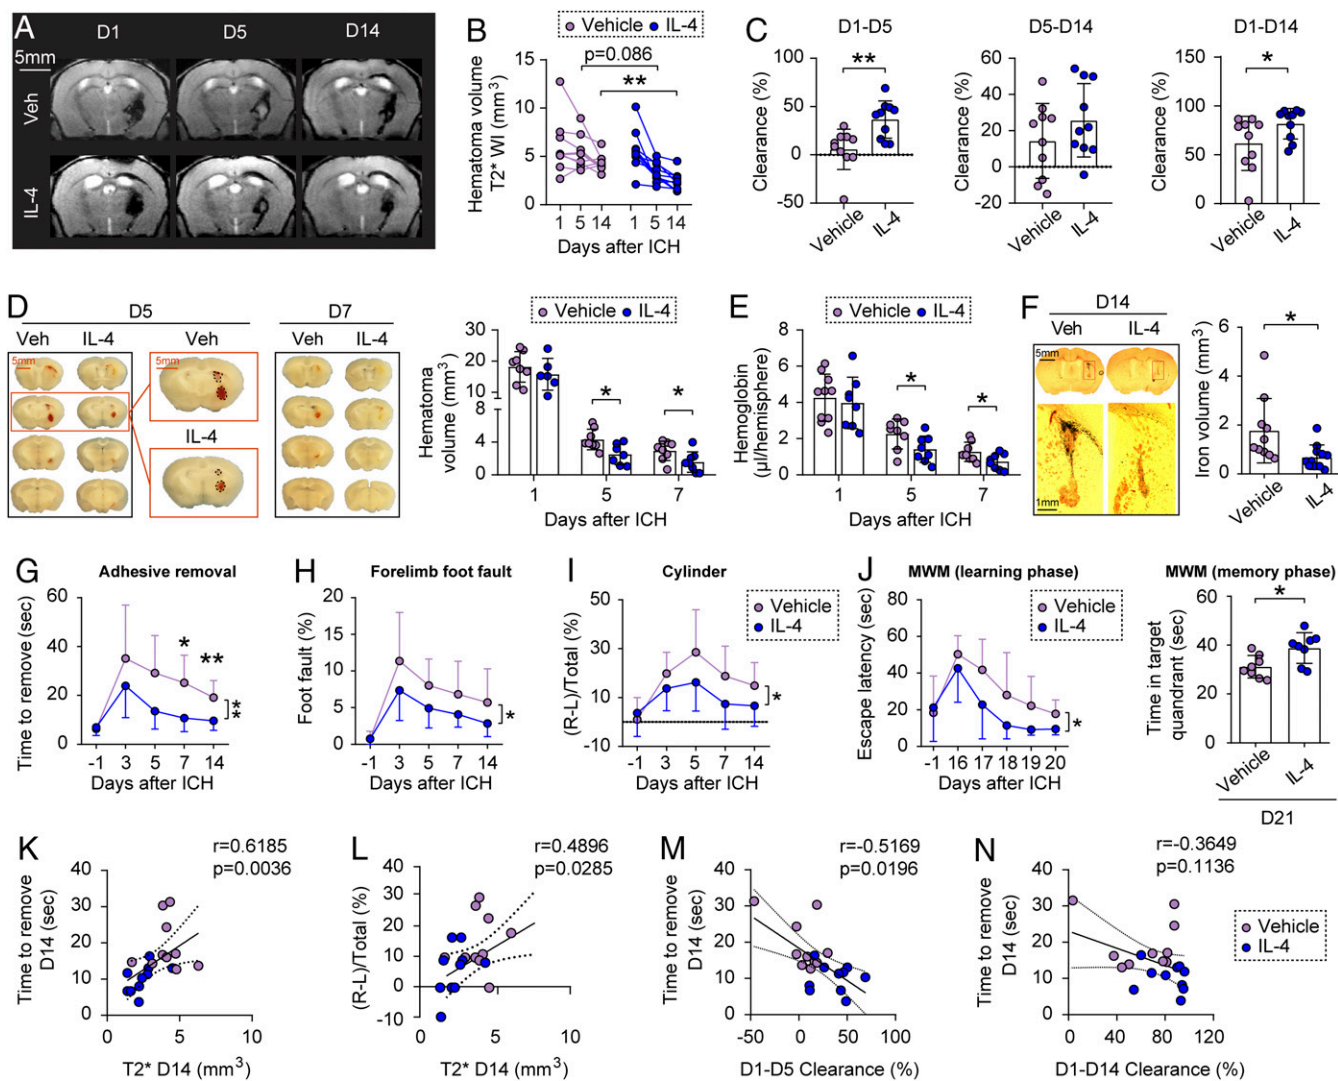 A
D1 D5 D14
5mm
Veh
IL-4
B
Vehicle IL-4
p=0.086
**
Hematoma volume
T2* WI (mm3)
15
10
5
0
1 5 14 1 5 14
Days after ICH
C
D1-D5
**
Clearance (%)
100
50
0
-50
Vehicle IL-4
D5-D14
Clearance (%)
60
40
20
0
-20
Vehicle IL-4
D1-D14
*
Clearance (%)
150
100
50
0
Vehicle IL-4
D
D5 D7
Veh IL-4 Veh Veh IL-4
5mm 5mm 5mm
IL-4
Vehicle IL-4
Hematoma
volume (mm3)
30
20
10
8
4
0
* *
1 5 7
Days after ICH
E
Vehicle IL-4
Hemoglobin
(µl/hemisphere)
8
6
4
2
0
* *
1 5 7
Days after ICH
F
D14
Veh IL-4
5mm
1mm
Iron volume (mm3)
6
4
2
0
*
Vehicle IL-4
G
Adhesive removal
Time to remove (sec)
60
40
20
0
* **
**
-1 3 5 7 14
Days after ICH
H
Forelimb foot fault
Foot fault (%)
20
15
10
5
0
*
-1 3 5 7 14
Days after ICH
I
Cylinder
(R-L)/Total (%)
50
30
10
-10
*
-1 3 5 7 14
Days after ICH
Vehicle
IL-4
J
MWM (learning phase)
Escape latency (sec)
80
60
40
20
0
*
-1 16 17 18 19 20
Days after ICH
Vehicle
IL-4
MWM (memory phase)
Time in target
quadrant (sec)
60
40
20
0
*
Vehicle IL-4
D21
K
r=0.6185
p=0.0036
Time to remove
D14 (sec)
40
30
20
10
0
0 5 10
T2* D14 (mm3)
L
r=0.4896
p=0.0285
(R-L)/Total (%)
40
30
20
10
0
-10
0 5 10
T2* D14 (mm3)
M
r=-0.5169
p=0.0196
Time to remove
D14 (sec)
40
30
20
10
0
-50 0 50 100
D1-D5 Clearance (%)
N
r=-0.3649
p=0.1136
Time to remove
D14 (sec)
40
30
20
10
0
0 40 80 120
D1-D14 Clearance (%)
Vehicle
IL-4